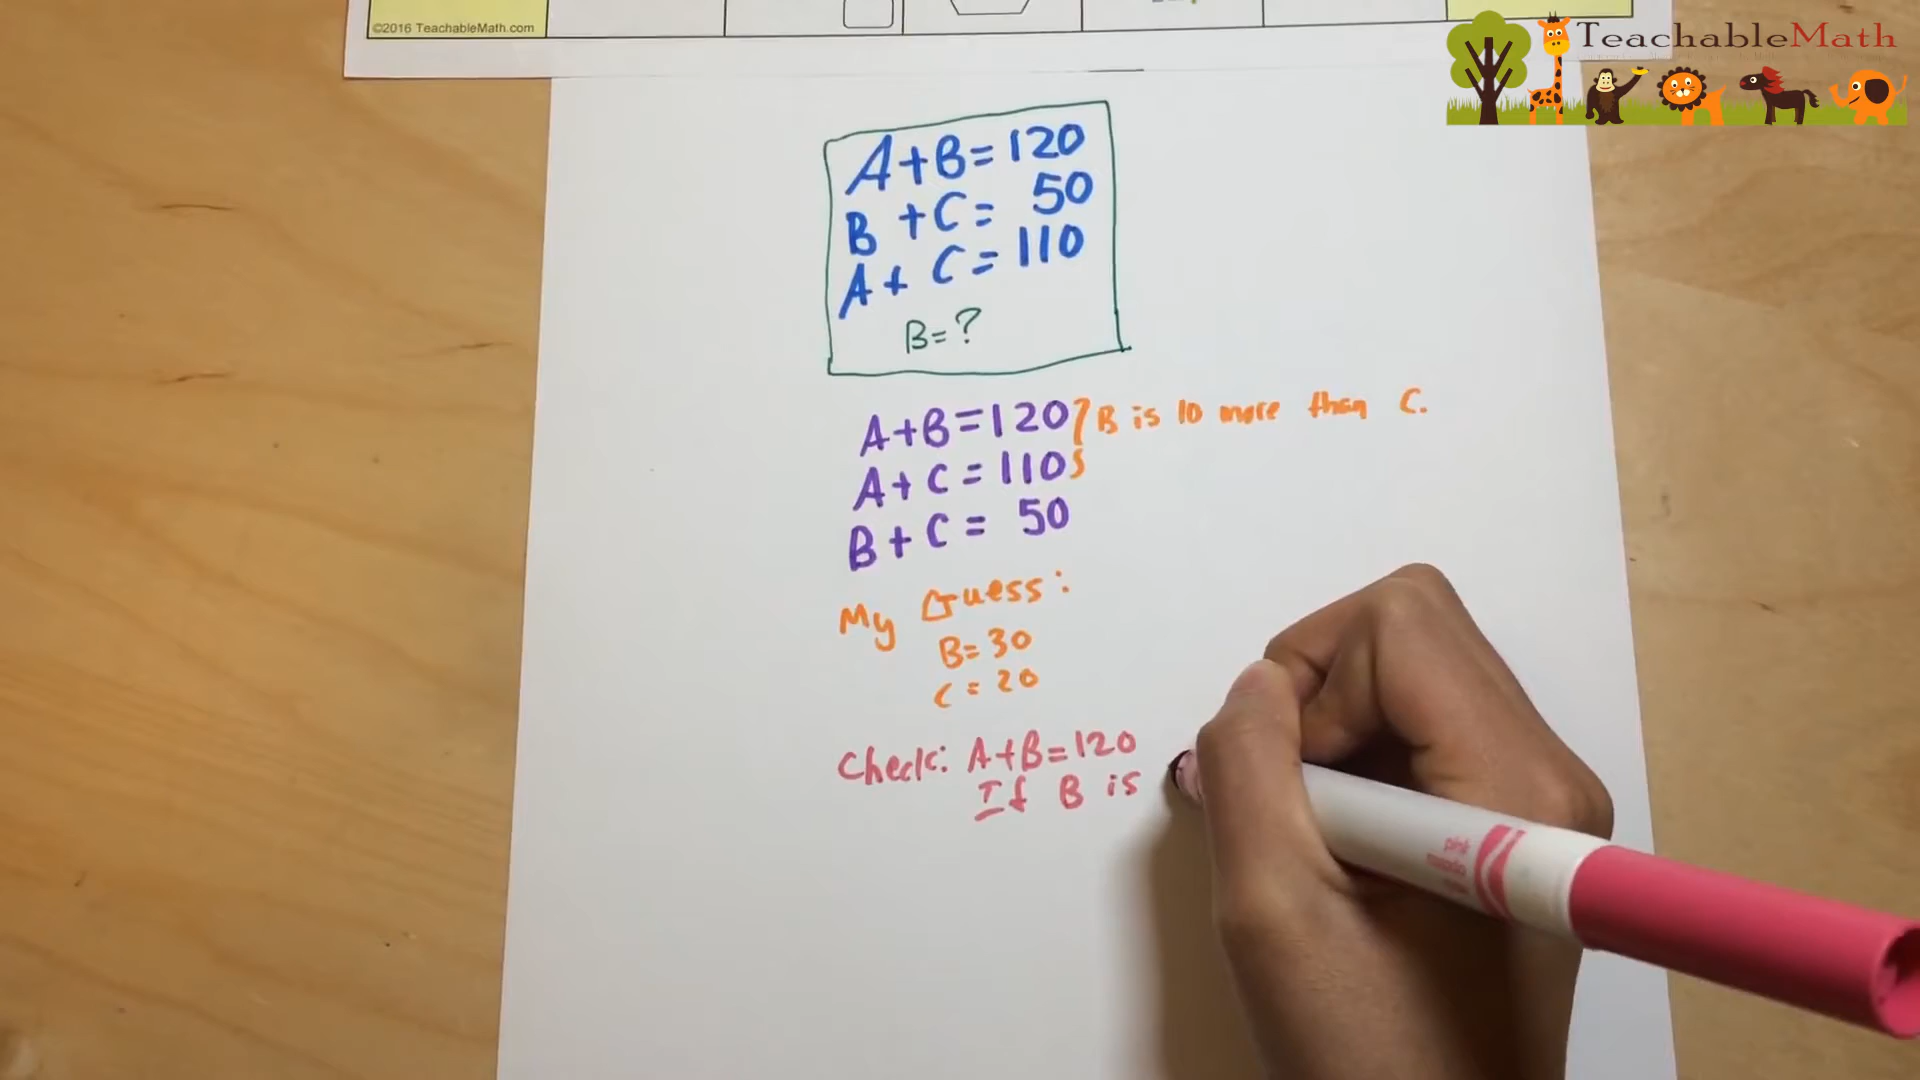 ©2016 TeachableMath.com
TeachableMath
A+B=120
B+C=50
A+C=110
B=?
A+B=120
B is 10 more than C.
A+C=110
B+C=50
My Guess:
B=30
C=20
Check: A+B=120
If B is
pink